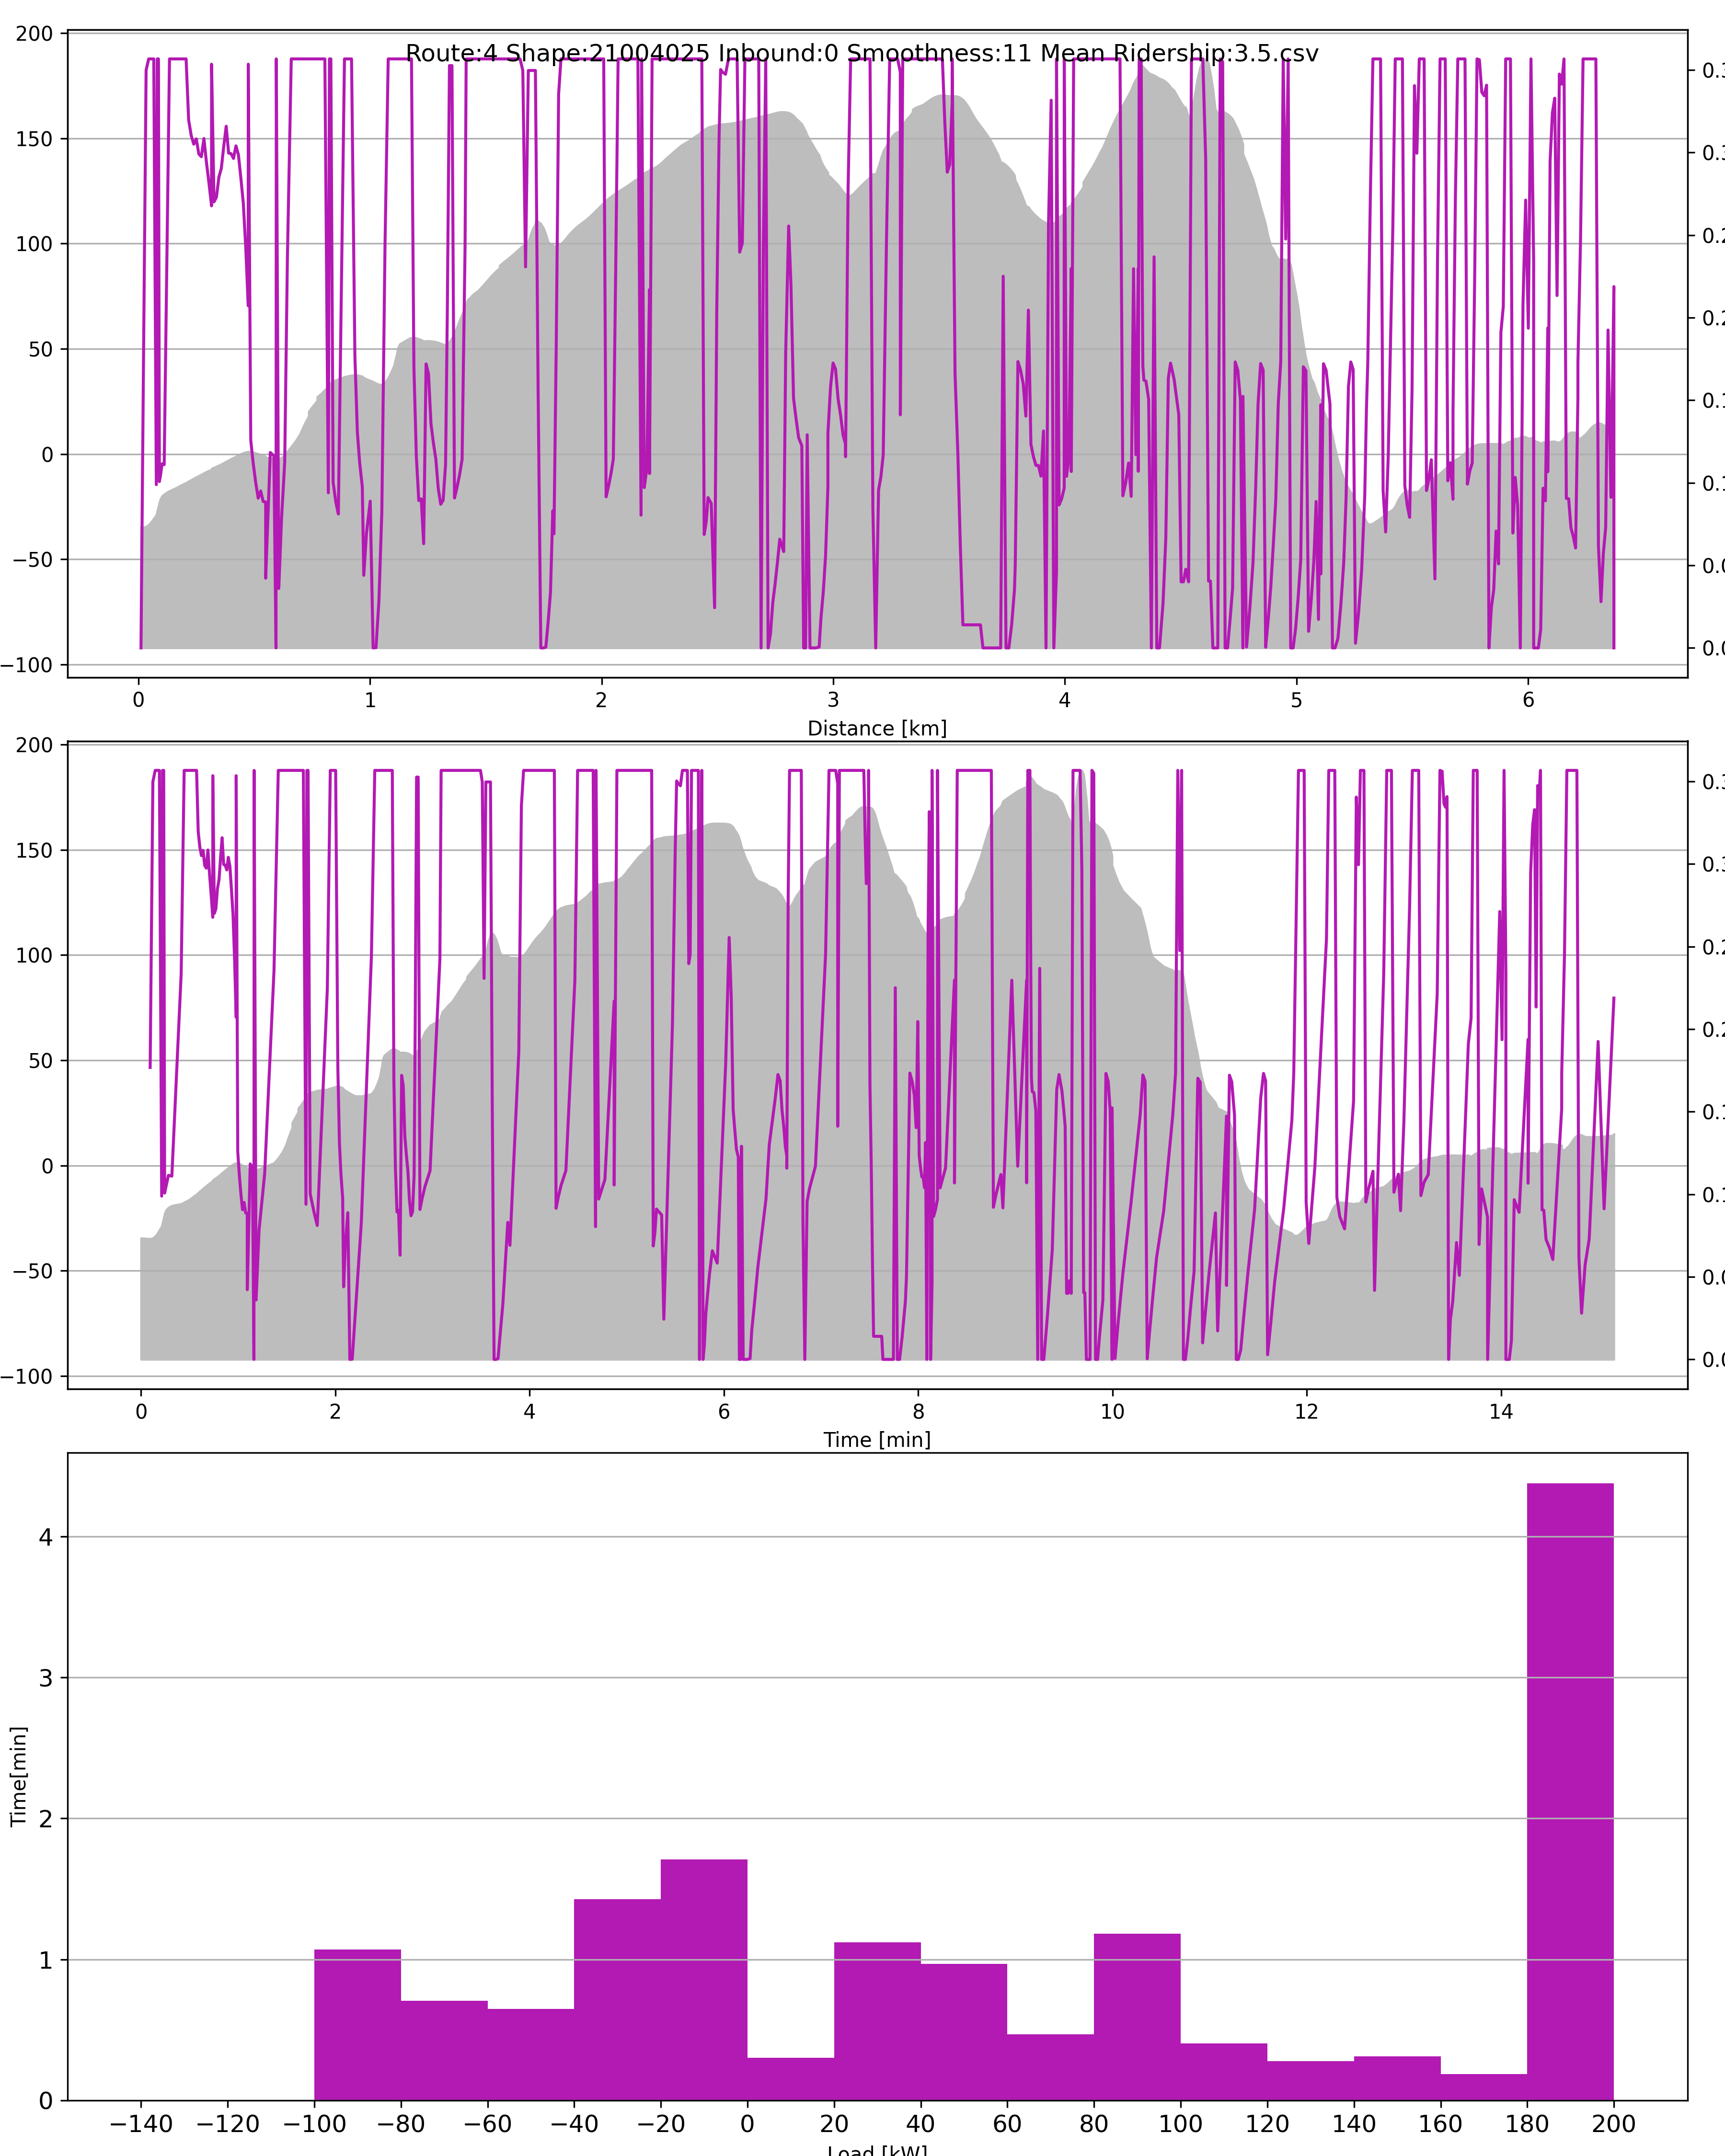 Route:4 Shape:21004025 Inbound:0 Smoothness:11 Mean Ridership:3.5.csv
200
150
100
50
0
−50
−100
0 1 2 3 4 5 6
Distance [km]
200
150
100
50
0
−50
−100
0 2 4 6 8 10 12 14
Time [min]
4
3
2
1
0
Time[min]
−140 −120 −100 −80 −60 −40 −20 0 20 40 60 80 100 120 140 160 180 200
Load [kW]